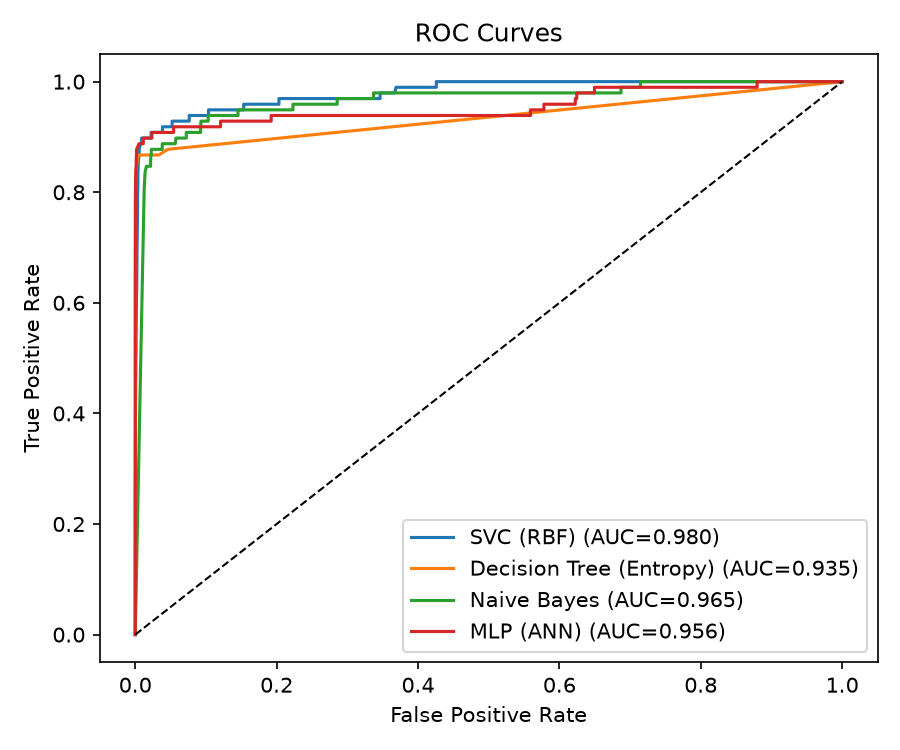 ROC Curves
1.0
0.8
0.6
0.4
0.2
0.0
True Positive Rate
SVC (RBF) (AUC=0.980)
Decision Tree (Entropy) (AUC=0.935)
Naive Bayes (AUC=0.965)
MLP (ANN) (AUC=0.956)
0.0 0.2 0.4 0.6 0.8 1.0
False Positive Rate